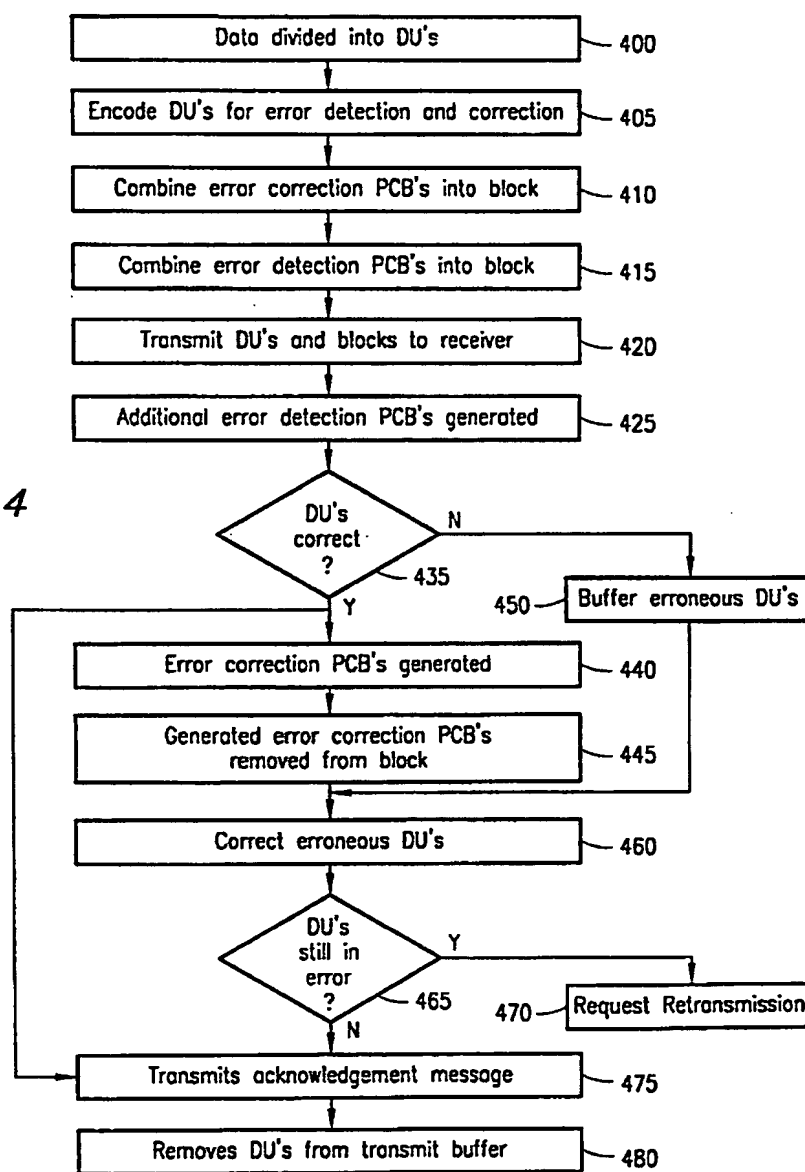 Data divided into DU's
400
Encode DU's for error detection and correction
405
Combine error correction PCB's into block
410
Combine error detection PCB's into block
415
Transmit DU's and blocks to receiver
420
Additional error detection PCB's generated
425
4
DU's
correct
?
435
N
Y
450
Buffer erroneous DU's
Error correction PCB's generated
440
Generated error correction PCB's
removed from block
445
Correct erroneous DU's
460
DU's
still in
error
?
465
Y
N
470
Request Retransmission
Transmits acknowledgement message
475
Removes DU's from transmit buffer
480